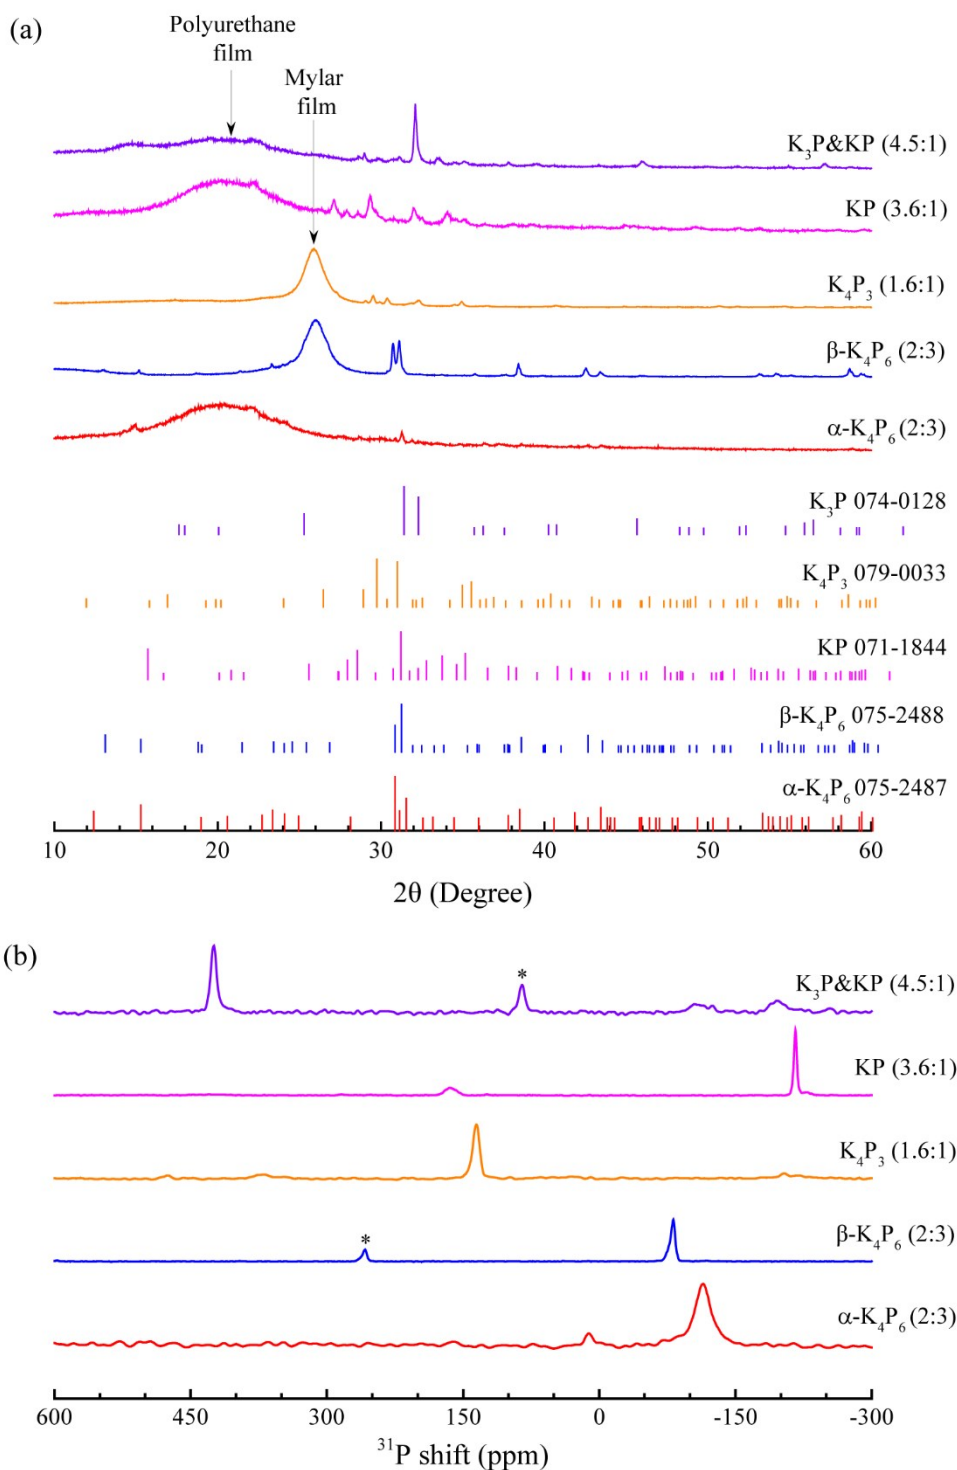 (a)
Polyurethane
film
Mylar
film
K₃P&KP (4.5:1)
KP (3.6:1)
K₄P₃ (1.6:1)
β-K₄P₆ (2:3)
α-K₄P₆ (2:3)
K₃P 074-0128
K₄P₃ 079-0033
KP 071-1844
β-K₄P₆ 075-2488
α-K₄P₆ 075-2487
10 20 30 40 50 60
2θ (Degree)
(b)
K₃P&KP (4.5:1)
*
KP (3.6:1)
K₄P₃ (1.6:1)
β-K₄P₆ (2:3)
*
α-K₄P₆ (2:3)
600 450 300 150 0 -150 -300
³¹P shift (ppm)